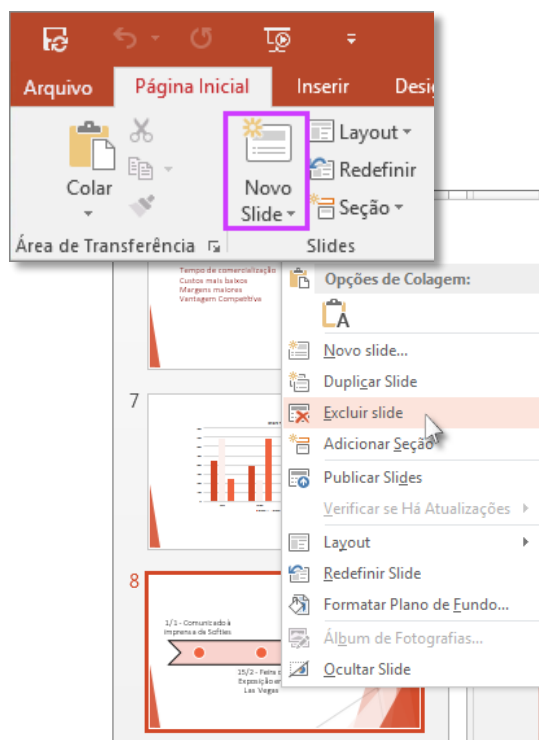 Arquivo
Página Inicial
Inserir
Desig
Colar
Novo
Slide
Layout
Redefinir
Seção
Área de Transferência
Slides
Tempo de comercialização
Custos mais baixos
Margens maiores
Vantagem Competitiva
Opções de Colagem:
A
Novo slide...
Duplicar Slide
Excluir slide
Adicionar Seção
Publicar Slides
Verificar se Há Atualizações
Layout
Redefinir Slide
Formatar Plano de Fundo...
Álbum de Fotografias...
Ocultar Slide
7
8
1/1 - Comunicado à
imprensa de Softies
15/2 - Feira
Exposição
Las Vegas